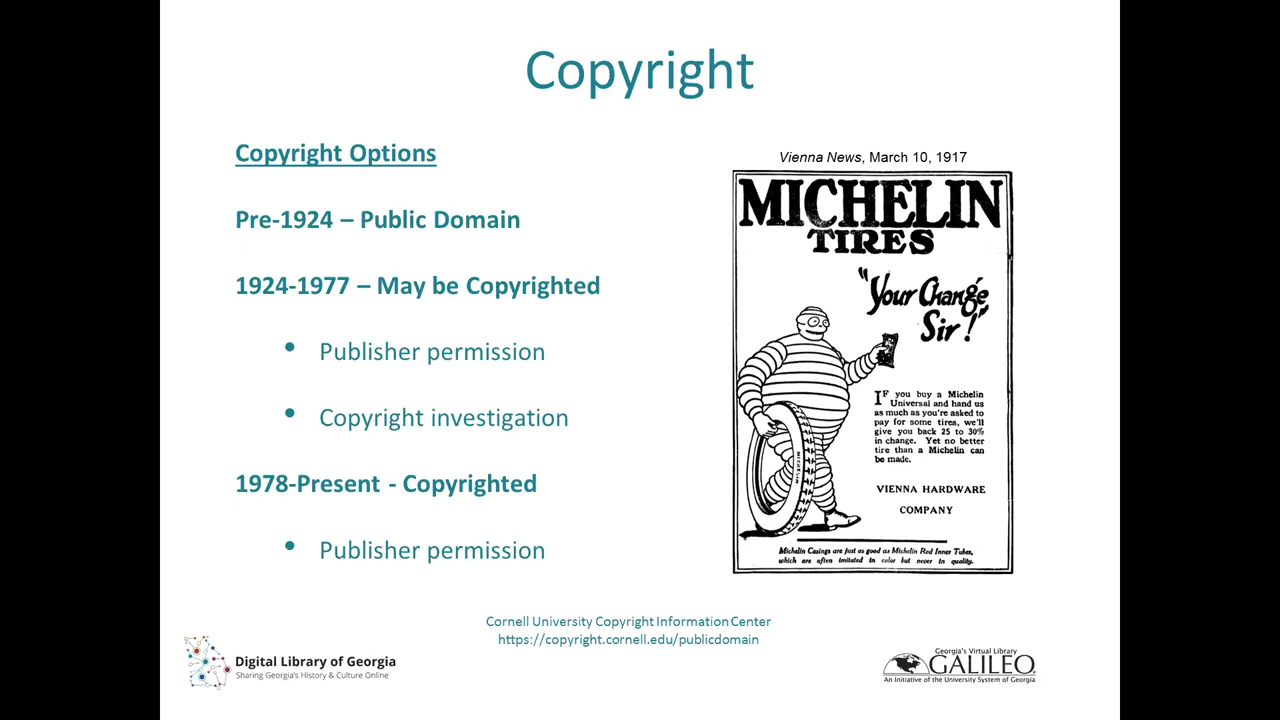 Copyright
Copyright Options
Pre-1924 – Public Domain
1924-1977 – May be Copyrighted
• Publisher permission
• Copyright investigation
1978-Present - Copyrighted
• Publisher permission
Vienna News, March 10, 1917
MICHELIN
TIRES
"Your Change
Sir!"
IF you buy a Michelin
Universal and hand us
as much as you're asked to
pay for some tires, we'll
give you back 25 to 30%
in change. Yet no better
tire than a Michelin can
be made.
VIENNA HARDWARE
COMPANY
MICHELIN
Michelin Casings are just as good as Michelin Red Inner Tubes,
which are often imitated in color but never in quality.
Cornell University Copyright Information Center
https://copyright.cornell.edu/publicdomain
Digital Library of Georgia
Sharing Georgia's History & Culture Online
Georgia's Virtual Library
GALILEO
An Initiative of the University System of Georgia